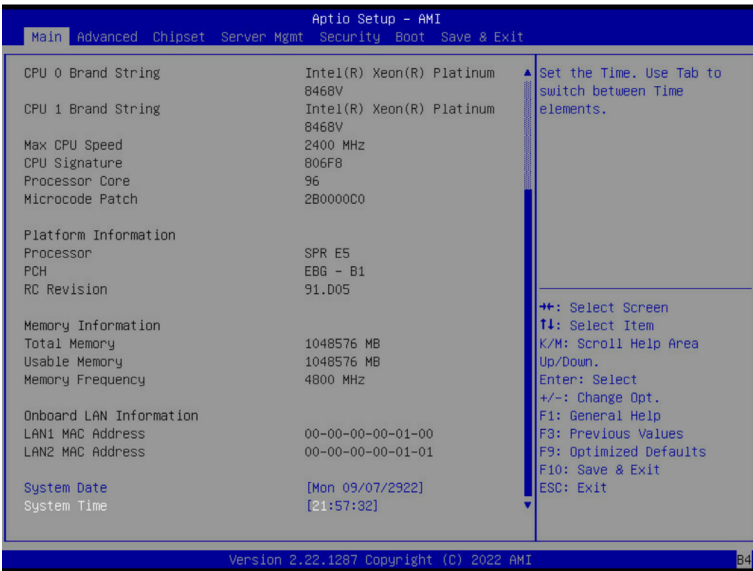 Aptio Setup - AMI
Main Advanced Chipset Server Mgmt Security Boot Save & Exit
CPU 0 Brand String Intel(R) Xeon(R) Platinum
8468V
CPU 1 Brand String Intel(R) Xeon(R) Platinum
8468V
Max CPU Speed 2400 MHz
CPU Signature 806F8
Processor Core 96
Microcode Patch 2B0000C0
Platform Information
Processor SPR E5
PCH EBG - B1
RC Revision 91.D05
Memory Information
Total Memory 1048576 MB
Usable Memory 1048576 MB
Memory Frequency 4800 MHz
Onboard LAN Information
LAN1 MAC Address 00-00-00-00-01-00
LAN2 MAC Address 00-00-00-00-01-01
System Date [Mon 09/07/2922]
System Time [21:57:32]
Set the Time. Use Tab to
switch between Time
elements.
→←: Select Screen
↑↓: Select Item
K/M: Scroll Help Area
Up/Down.
Enter: Select
+/-: Change Opt.
F1: General Help
F3: Previous Values
F9: Optimized Defaults
F10: Save & Exit
ESC: Exit
Version 2.22.1287 Copyright (C) 2022 AMI
B4